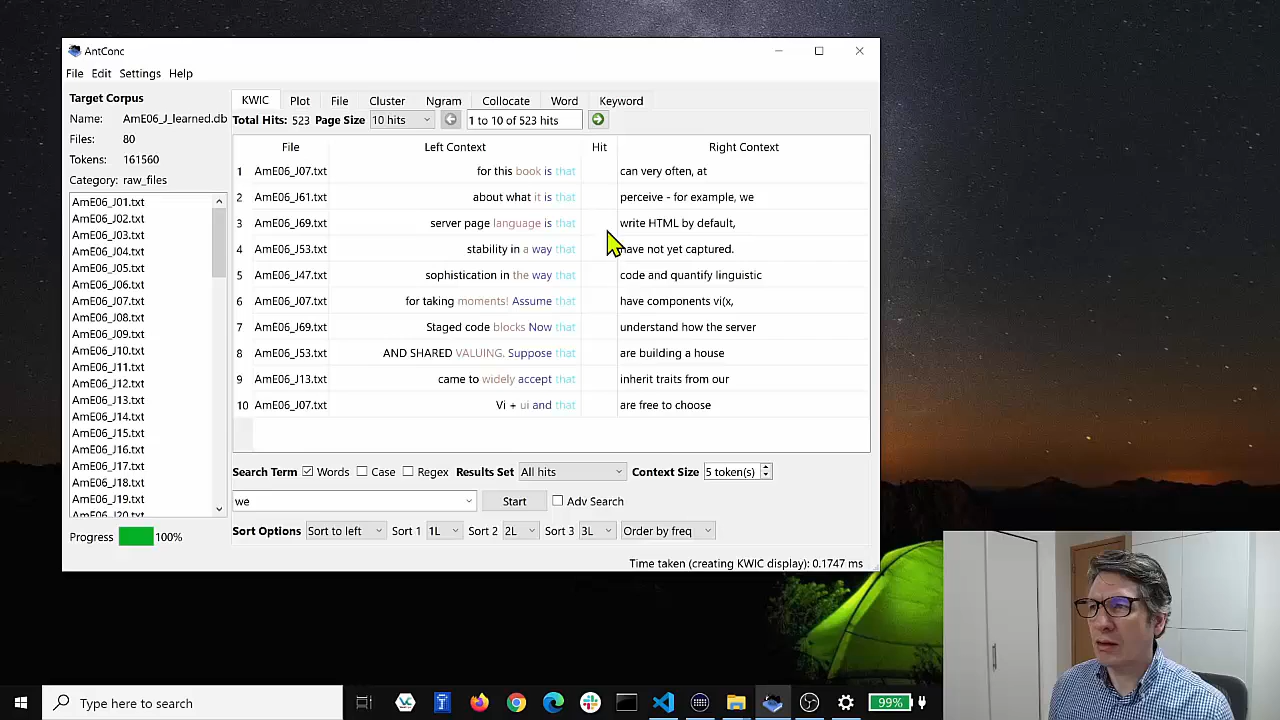 AntConc
File Edit Settings Help
Target Corpus
Name: AmE06_J_learned.db
Files: 80
Tokens: 161560
Category: raw_files
AmE06_J01.txt
AmE06_J02.txt
AmE06_J03.txt
AmE06_J04.txt
AmE06_J05.txt
AmE06_J06.txt
AmE06_J07.txt
AmE06_J08.txt
AmE06_J09.txt
AmE06_J10.txt
AmE06_J11.txt
AmE06_J12.txt
AmE06_J13.txt
AmE06_J14.txt
AmE06_J15.txt
AmE06_J16.txt
AmE06_J17.txt
AmE06_J18.txt
AmE06_J19.txt
AmE06_J20.txt
Progress 100%
KWIC Plot File Cluster Ngram Collocate Word Keyword
Total Hits: 523 Page Size 10 hits 1 to 10 of 523 hits
File Left Context Hit Right Context
1 AmE06_J07.txt for this book is that can very often, at
2 AmE06_J61.txt about what it is that perceive - for example, we
3 AmE06_J69.txt server page language is that write HTML by default,
4 AmE06_J53.txt stability in a way that have not yet captured.
5 AmE06_J47.txt sophistication in the way that code and quantify linguistic
6 AmE06_J07.txt for taking moments! Assume that have components vi(x,
7 AmE06_J69.txt Staged code blocks Now that understand how the server
8 AmE06_J53.txt AND SHARED VALUING. Suppose that are building a house
9 AmE06_J13.txt came to widely accept that inherit traits from our
10 AmE06_J07.txt Vi + ui and that are free to choose
Search Term Words Case Regex Results Set All hits Context Size 5 token(s)
we Start Adv Search
Sort Options Sort to left Sort 1 1L Sort 2 2L Sort 3 3L Order by freq
Time taken (creating KWIC display): 0.1747 ms
Type here to search
99%